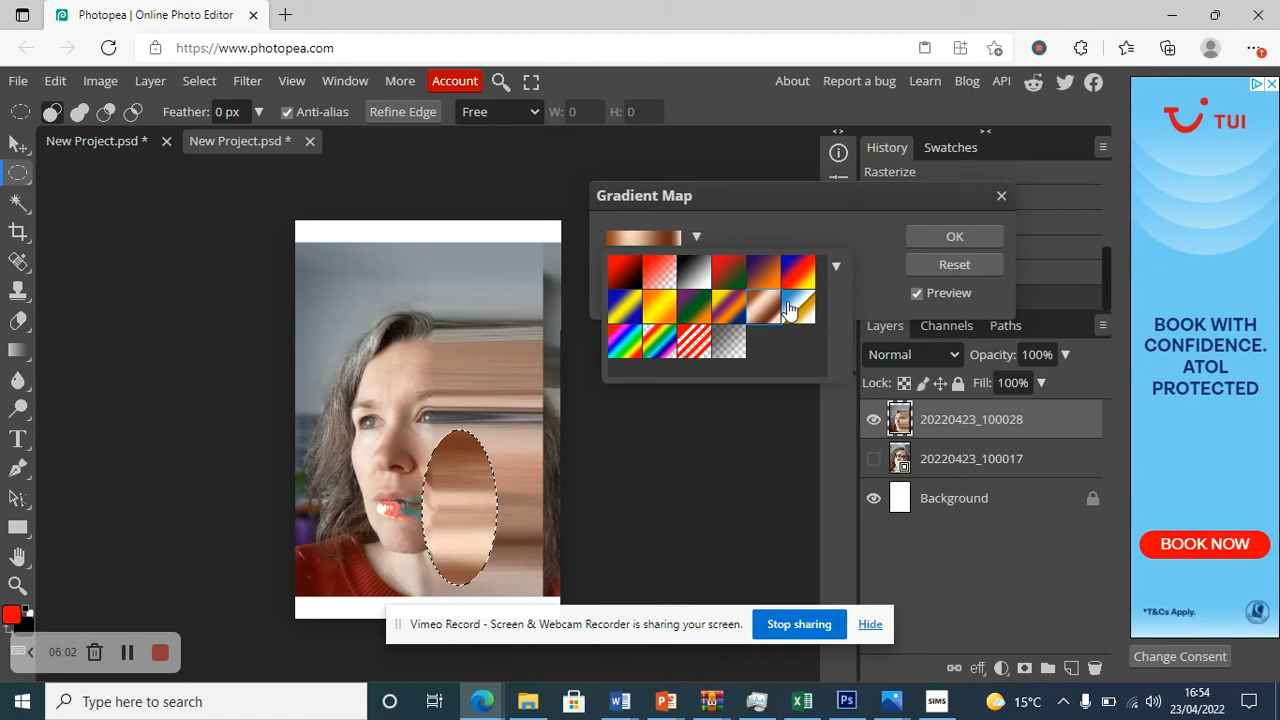 Photopea | Online Photo Editor
https://www.photopea.com
File Edit Image Layer Select Filter View Window More Account
About Report a bug Learn Blog API
Feather: 0 px Anti-alias Refine Edge Free W: 0 H: 0
New Project.psd * New Project.psd *
History Swatches
Rasterize
Gradient Map
OK
Reset
Preview
Layers Channels Paths
Normal Opacity: 100%
Lock: Fill: 100%
20220423_100028
20220423_100017
Background
TUI
BOOK WITH
CONFIDENCE.
ATOL
PROTECTED
BOOK NOW
*T&Cs Apply.
Change Consent
Vimeo Record - Screen & Webcam Recorder is sharing your screen. Stop sharing Hide
06:02
eff
Type here to search
15°C
16:54
23/04/2022
Ps
SIMS